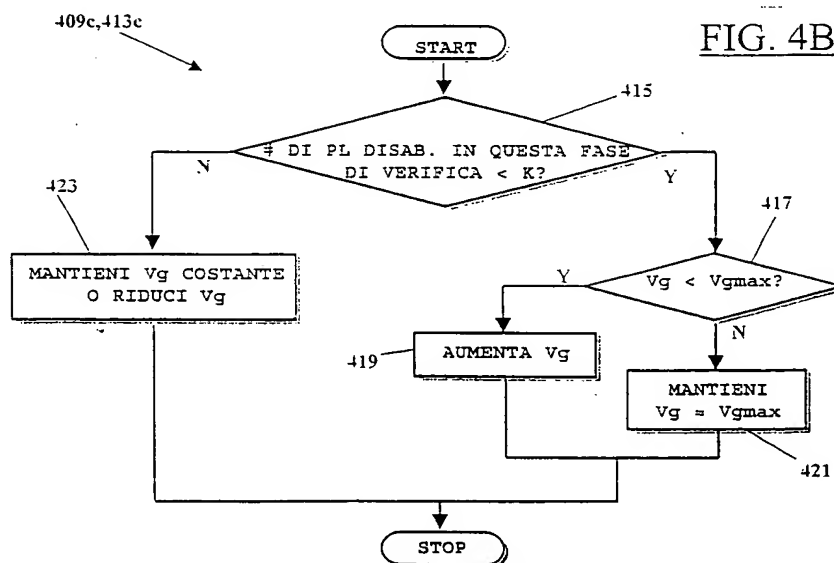 409c,413c
FIG. 4B
START
415
# DI PL DISAB. IN QUESTA FASE
DI VERIFICA < K?
N
Y
423
417
MANTIENI Vg COSTANTE
O RIDUCI Vg
Vg < Vgmax?
Y
N
419
AUMENTA Vg
MANTIENI
Vg = Vgmax
421
STOP